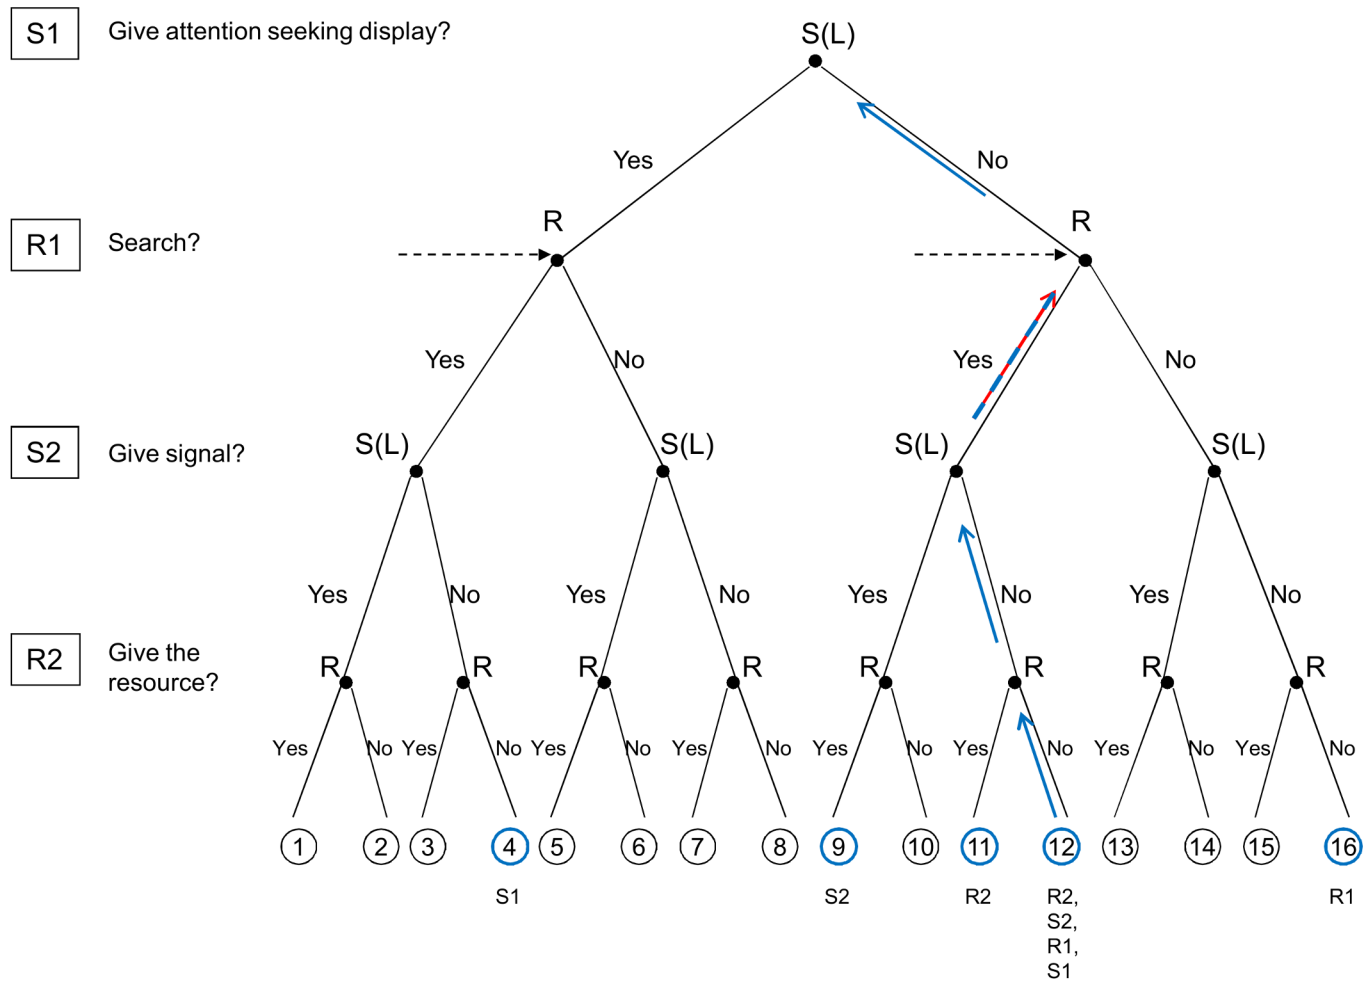 S1 Give attention seeking display? S(L)
Yes No
R R
R1 Search?
Yes No Yes No
S(L) S(L) S(L) S(L)
S2 Give signal?
Yes No Yes No Yes No Yes No
R2 Give the
resource?
R R R R R R R R
Yes No Yes No Yes No Yes No Yes No Yes No Yes No Yes No
1 2 3 4 5 6 7 8 9 10 11 12 13 14 15 16
S1 S2 R2 R2, R1
S2,
R1,
S1